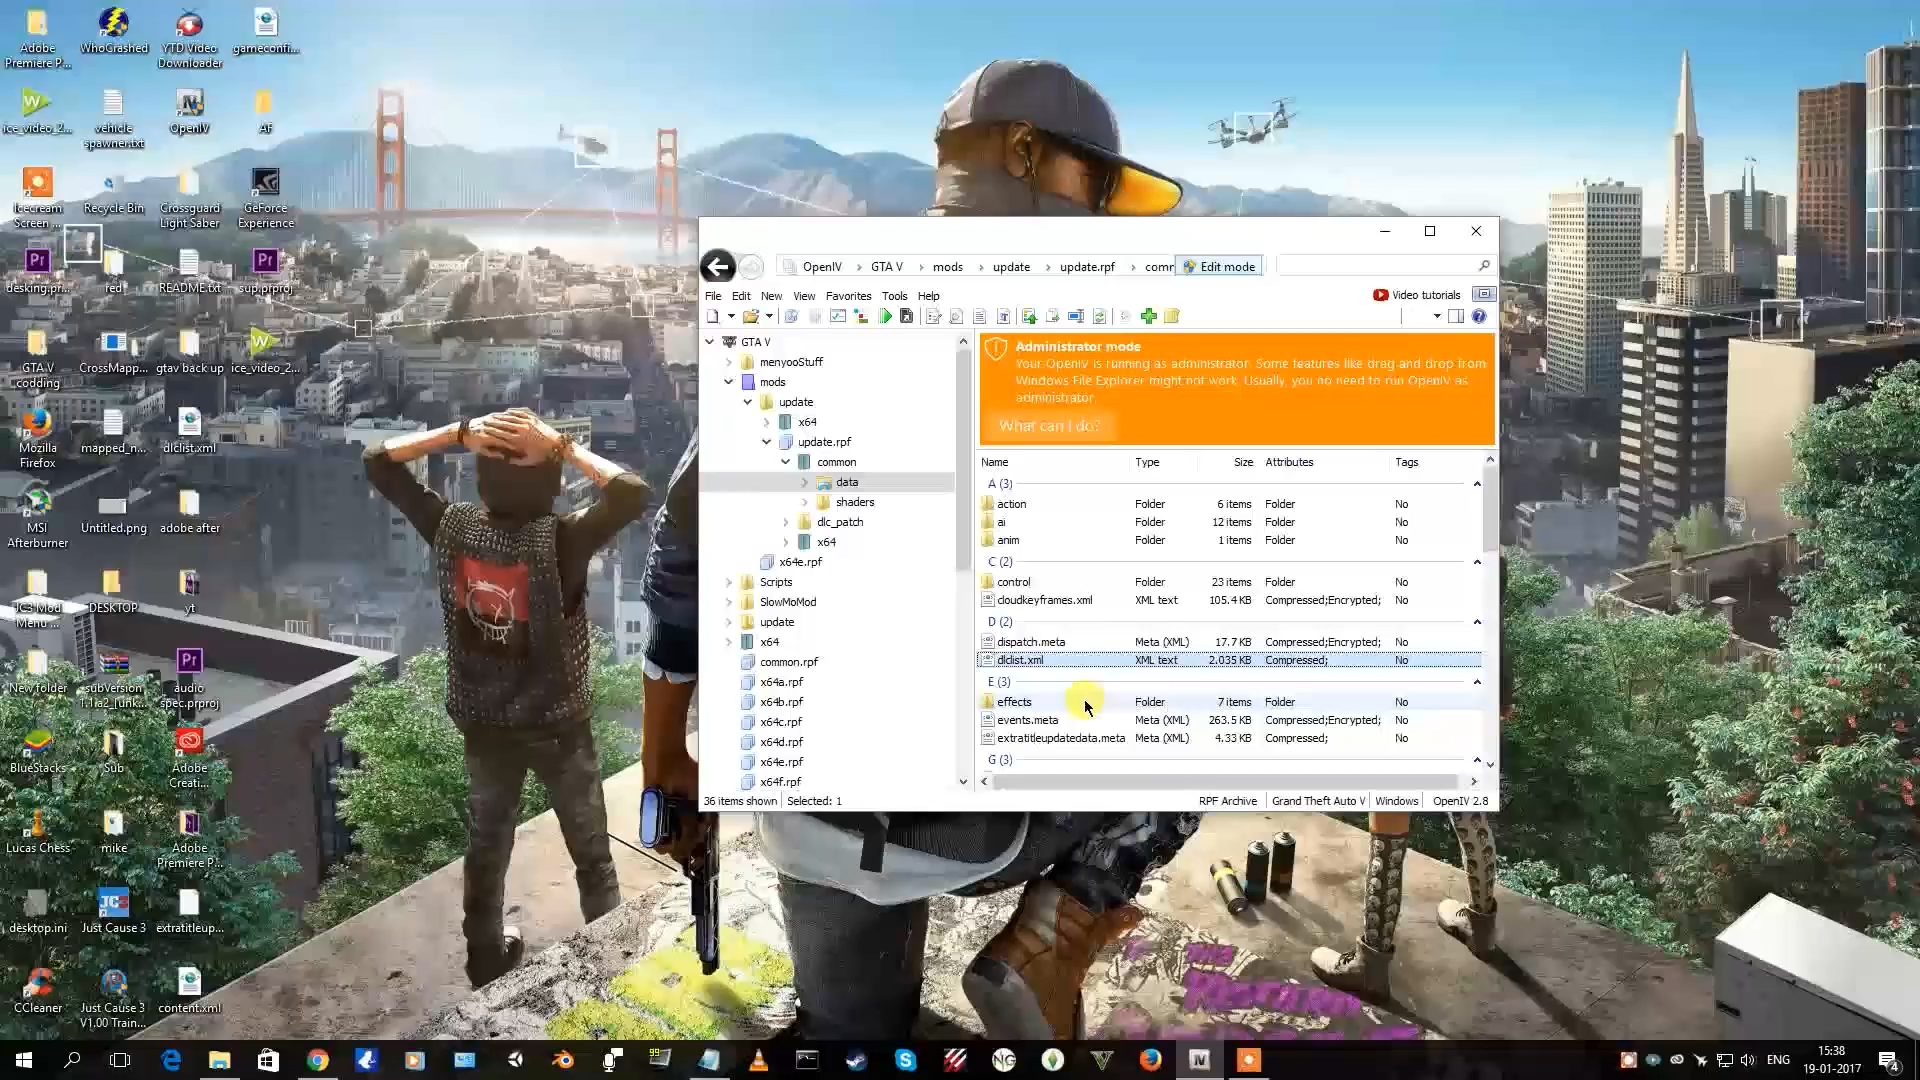 Adobe Premiere P...
WhoCrashed
YTD Video Downloader
gameconfi...
ice_video_2...
vehicle spawner.txt
OpenIV
AF
Icecream Screen ...
Recycle Bin
Crossguard Light Saber
GeForce Experience
desking.pr...
red
README.txt
sup.prproj
GTA V codding
CrossMapp...
gtav back up
ice_video_2...
Mozilla Firefox
mapped_n...
dlclist.xml
MSI Afterburner
Untitled.png
adobe after
JC3 Mod Menu ...
DESKTOP
yt
New folder
subVersion 1.1.a2_[unk...
audio spec.prproj
BlueStacks
Sub
Adobe Creati...
Lucas Chess
mike
Adobe Premiere P...
desktop.ini
Just Cause 3
extratitleup...
CCleaner
Just Cause 3 V1.00 Train...
content.xml
OpenIV
GTA V
mods
update
update.rpf
comr
Edit mode
File Edit New View Favorites Tools Help
Video tutorials
GTA V
menyooStuff
mods
update
x64
update.rpf
common
data
shaders
dlc_patch
x64
x64e.rpf
Scripts
SlowMoMod
update
x64
common.rpf
x64a.rpf
x64b.rpf
x64c.rpf
x64d.rpf
x64e.rpf
x64f.rpf
Administrator mode
Your OpenIV is running as administrator. Some features like drag and drop from
Windows File Explorer might not work. Usually, you no need to run OpenIV as
administrator.
What can I do?
Name Type Size Attributes Tags
A (3)
action Folder 6 items Folder No
ai Folder 12 items Folder No
anim Folder 1 items Folder No
C (2)
control Folder 23 items Folder No
cloudkeyframes.xml XML text 105.4 KB Compressed;Encrypted; No
D (2)
dispatch.meta Meta (XML) 17.7 KB Compressed;Encrypted; No
dlclist.xml XML text 2.035 KB Compressed; No
E (3)
effects Folder 7 items Folder No
events.meta Meta (XML) 263.5 KB Compressed;Encrypted; No
extratitleupdatedata.meta Meta (XML) 4.33 KB Compressed; No
G (3)
36 items shown Selected: 1
RPF Archive Grand Theft Auto V Windows OpenIV 2.8
99
NG
ENG
15:38
19-01-2017
4